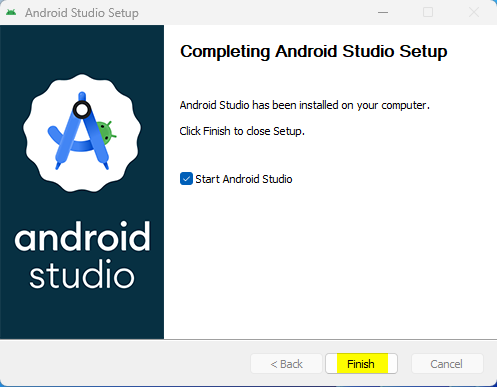 Android Studio Setup
Completing Android Studio Setup
Android Studio has been installed on your computer.
Click Finish to close Setup.
Start Android Studio
android
studio
< Back
Finish
Cancel